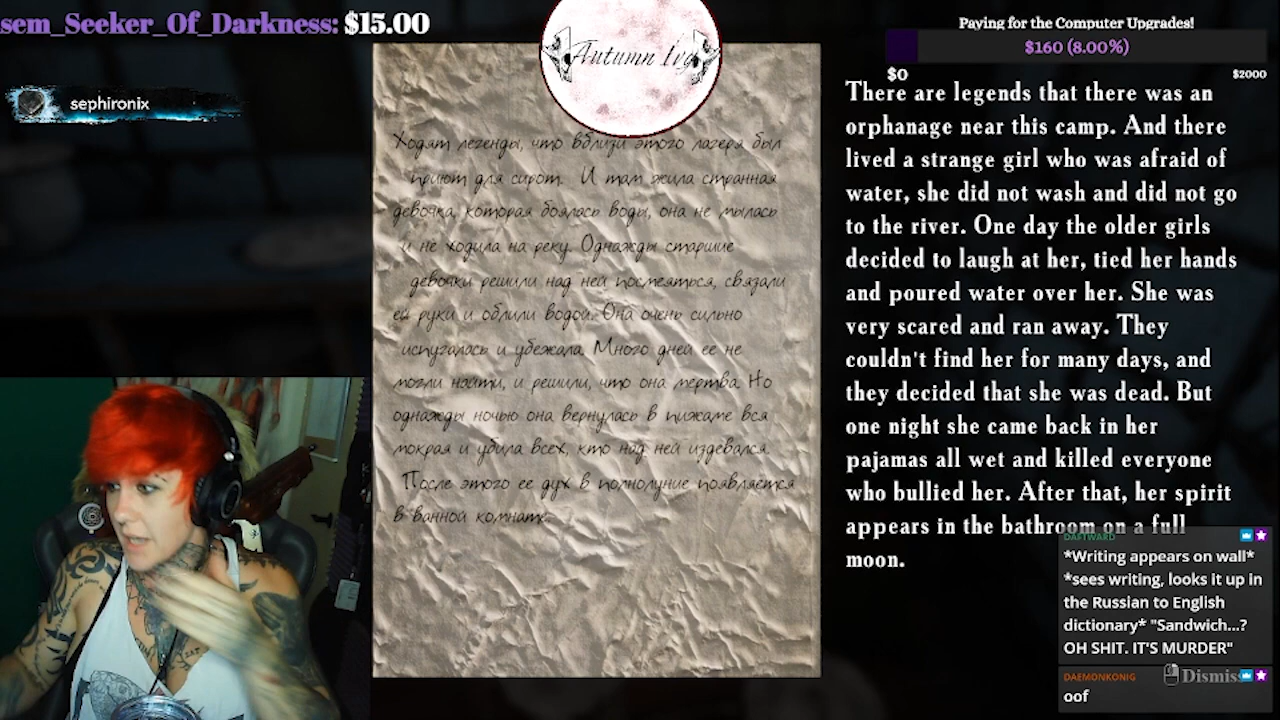 sem_Seeker_Of_Darkness: $15.00
sephironix
Autumn Ivy
Paying for the Computer Upgrades!
$160 (8.00%)
$0
$2000
Ходят легенды, что вблизи этого лагеря был
приют для сирот. И там жила странная
девочка, которая боялась воды, она не мылась
и не ходила на реку. Однажды старшие
девочки решили над ней посмеяться, связали
ей руки и облили водой. Она очень сильно
испугалась и убежала. Много дней ее не
могли найти, и решили, что она мертва. Но
однажды ночью она вернулась в пижаме вся
мокрая и убила всех, кто над ней издевался.
После этого ее дух в полнолуние появляется
в ванной комнате.
There are legends that there was an
orphanage near this camp. And there
lived a strange girl who was afraid of
water, she did not wash and did not go
to the river. One day the older girls
decided to laugh at her, tied her hands
and poured water over her. She was
very scared and ran away. They
couldn't find her for many days, and
they decided that she was dead. But
one night she came back in her
pajamas all wet and killed everyone
who bullied her. After that, her spirit
appears in the bathroom on a full
moon.
DAFTWARD
*Writing appears on wall*
*sees writing, looks it up in
the Russian to English
dictionary* "Sandwich...?
OH SHIT. IT'S MURDER"
DAEMONKONIG
oof